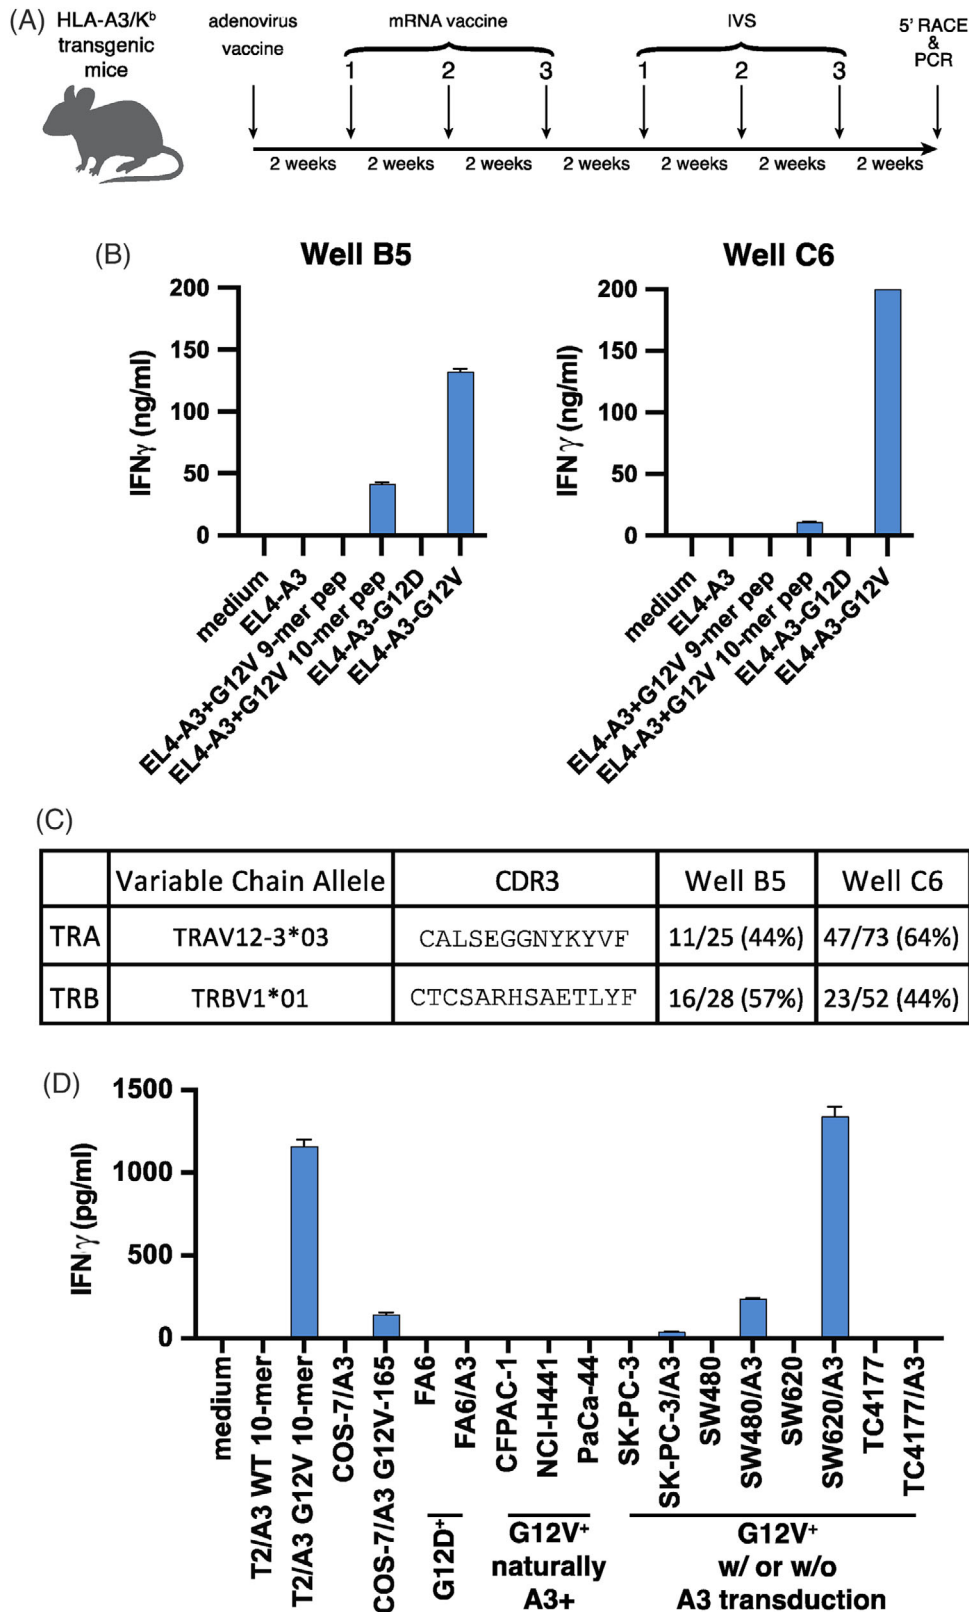 (A)
HLA-A3/Kᵇ
transgenic
mice
adenovirus
vaccine
mRNA vaccine
1 2 3
IVS
1 2 3
5' RACE
&
PCR
2 weeks 2 weeks 2 weeks 2 weeks 2 weeks 2 weeks 2 weeks
(B)
Well B5
IFNγ (ng/ml)
200
150
100
50
0
medium
EL4-A3
EL4-A3+G12V 9-mer pep
EL4-A3+G12V 10-mer pep
EL4-A3-G12D
EL4-A3-G12V
Well C6
IFNγ (ng/ml)
200
150
100
50
0
medium
EL4-A3
EL4-A3+G12V 9-mer pep
EL4-A3+G12V 10-mer pep
EL4-A3-G12D
EL4-A3-G12V
(C)
Variable Chain Allele CDR3 Well B5 Well C6
TRA TRAV12-3*03 CALSEGGNYKYVF 11/25 (44%) 47/73 (64%)
TRB TRBV1*01 CTCSARHSAETLYF 16/28 (57%) 23/52 (44%)
(D)
IFNγ (pg/ml)
1500
1000
500
0
medium
T2/A3 WT 10-mer
T2/A3 G12V 10-mer
COS-7/A3
COS-7/A3 G12V-165
FA6
FA6/A3
CFPAC-1
NCI-H441
PaCa-44
SK-PC-3
SK-PC-3/A3
SW480
SW480/A3
SW620
SW620/A3
TC4177
TC4177/A3
G12D⁺
G12V⁺
naturally
A3+
G12V⁺
w/ or w/o
A3 transduction